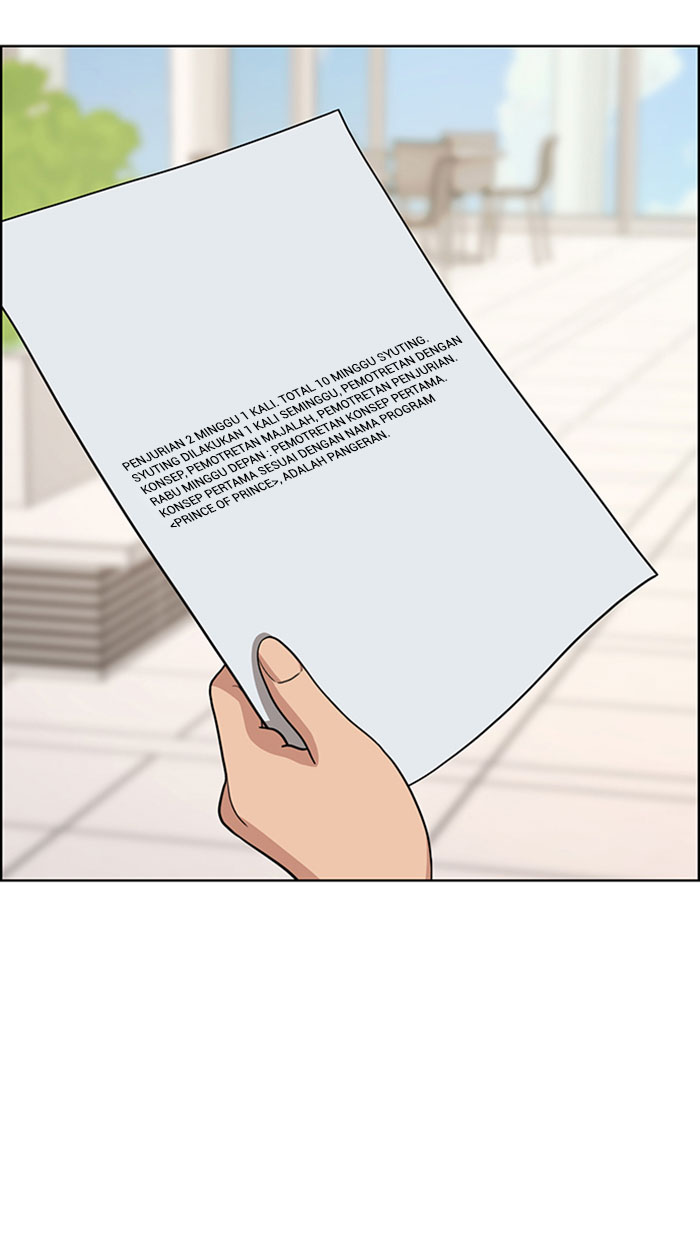 PENJURIAN 2 MINGGU 1 KALI. TOTAL 10 MINGGU SYUTING.
SYUTING DILAKUKAN 1 KALI SEMINGGU. PEMOTRETAN DENGAN
KONSEP, PEMOTRETAN MAJALAH, PEMOTRETAN PENJURIAN.
RABU MINGGU DEPAN : PEMOTRETAN KONSEP PERTAMA.
KONSEP PERTAMA SESUAI DENGAN NAMA PROGRAM
<PRINCE OF PRINCE>, ADALAH PANGERAN.